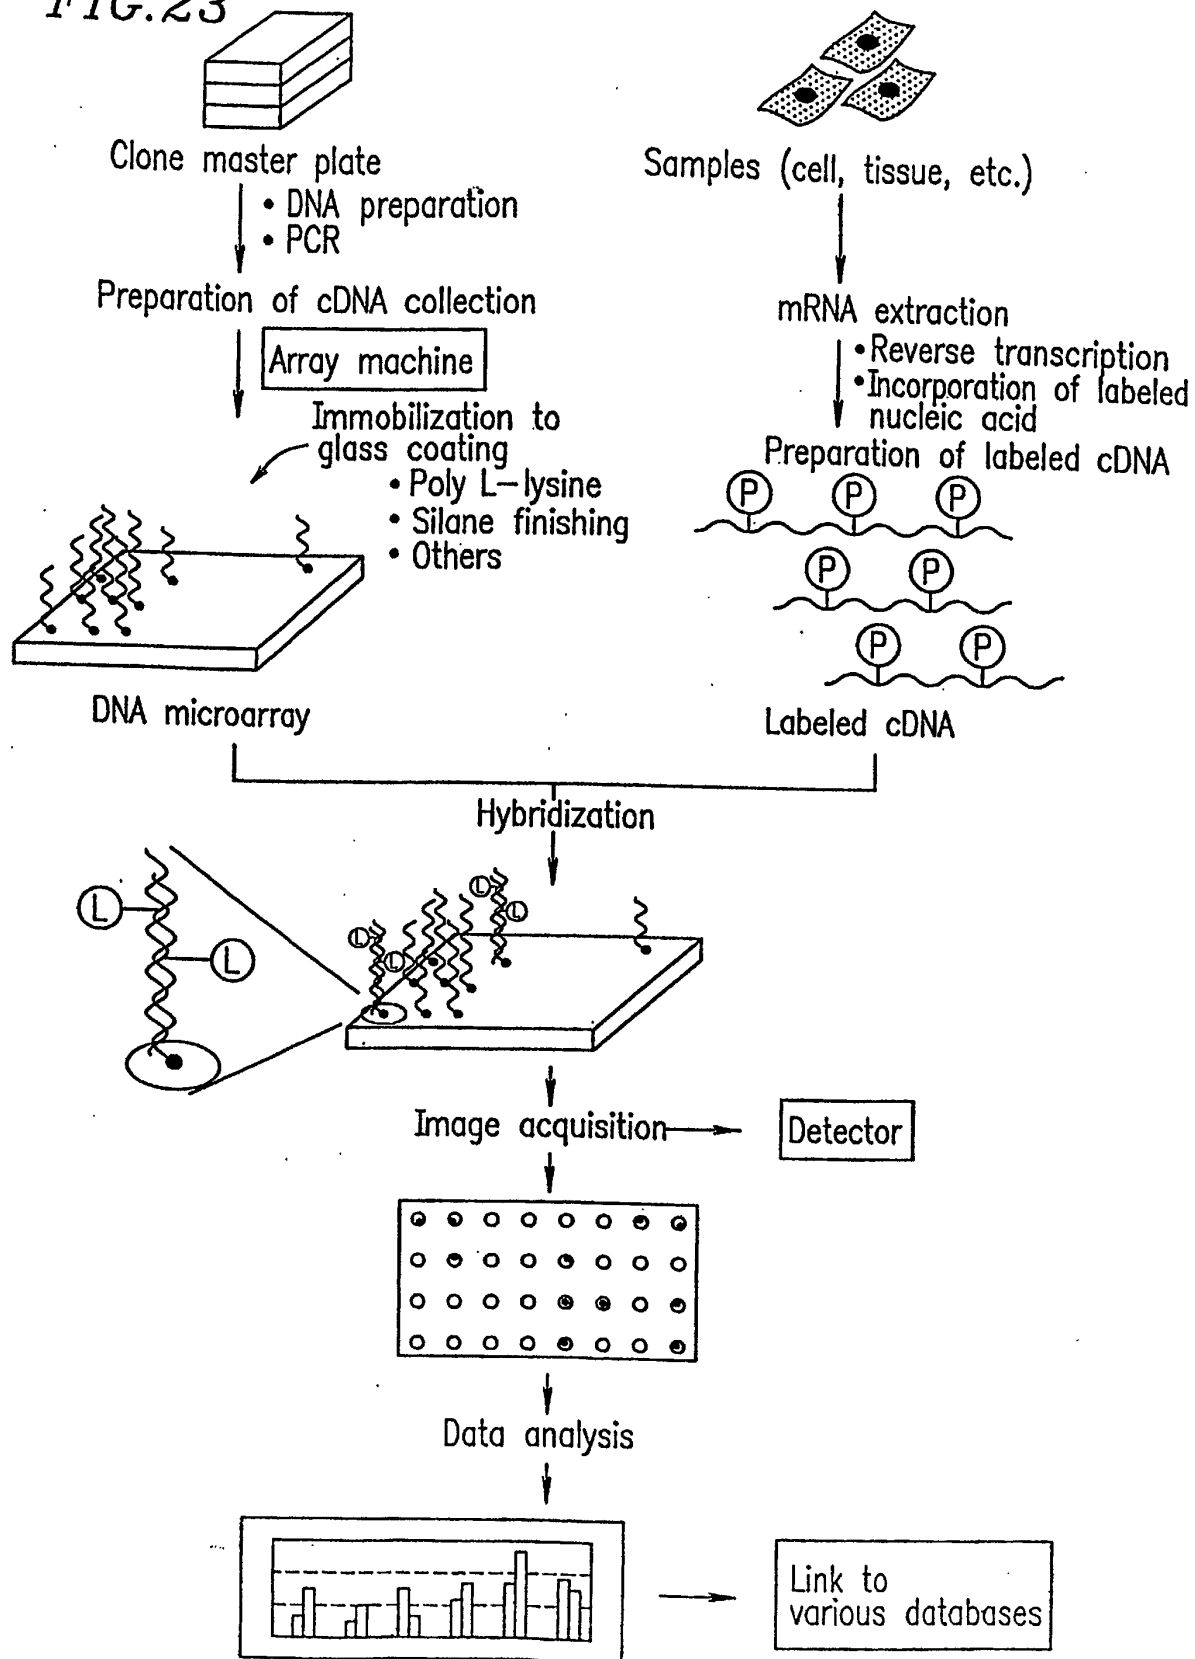 FIG.23
Clone master plate
• DNA preparation
• PCR
Preparation of cDNA collection
Array machine
Immobilization to
glass coating
• Poly L-lysine
• Silane finishing
• Others
DNA microarray
Samples (cell, tissue, etc.)
mRNA extraction
•Reverse transcription
•Incorporation of labeled
nucleic acid
Preparation of labeled cDNA
P P P
P P
P P
Labeled cDNA
Hybridization
L
L
L
L
L
L
Image acquisition
Detector
Data analysis
Link to
various databases